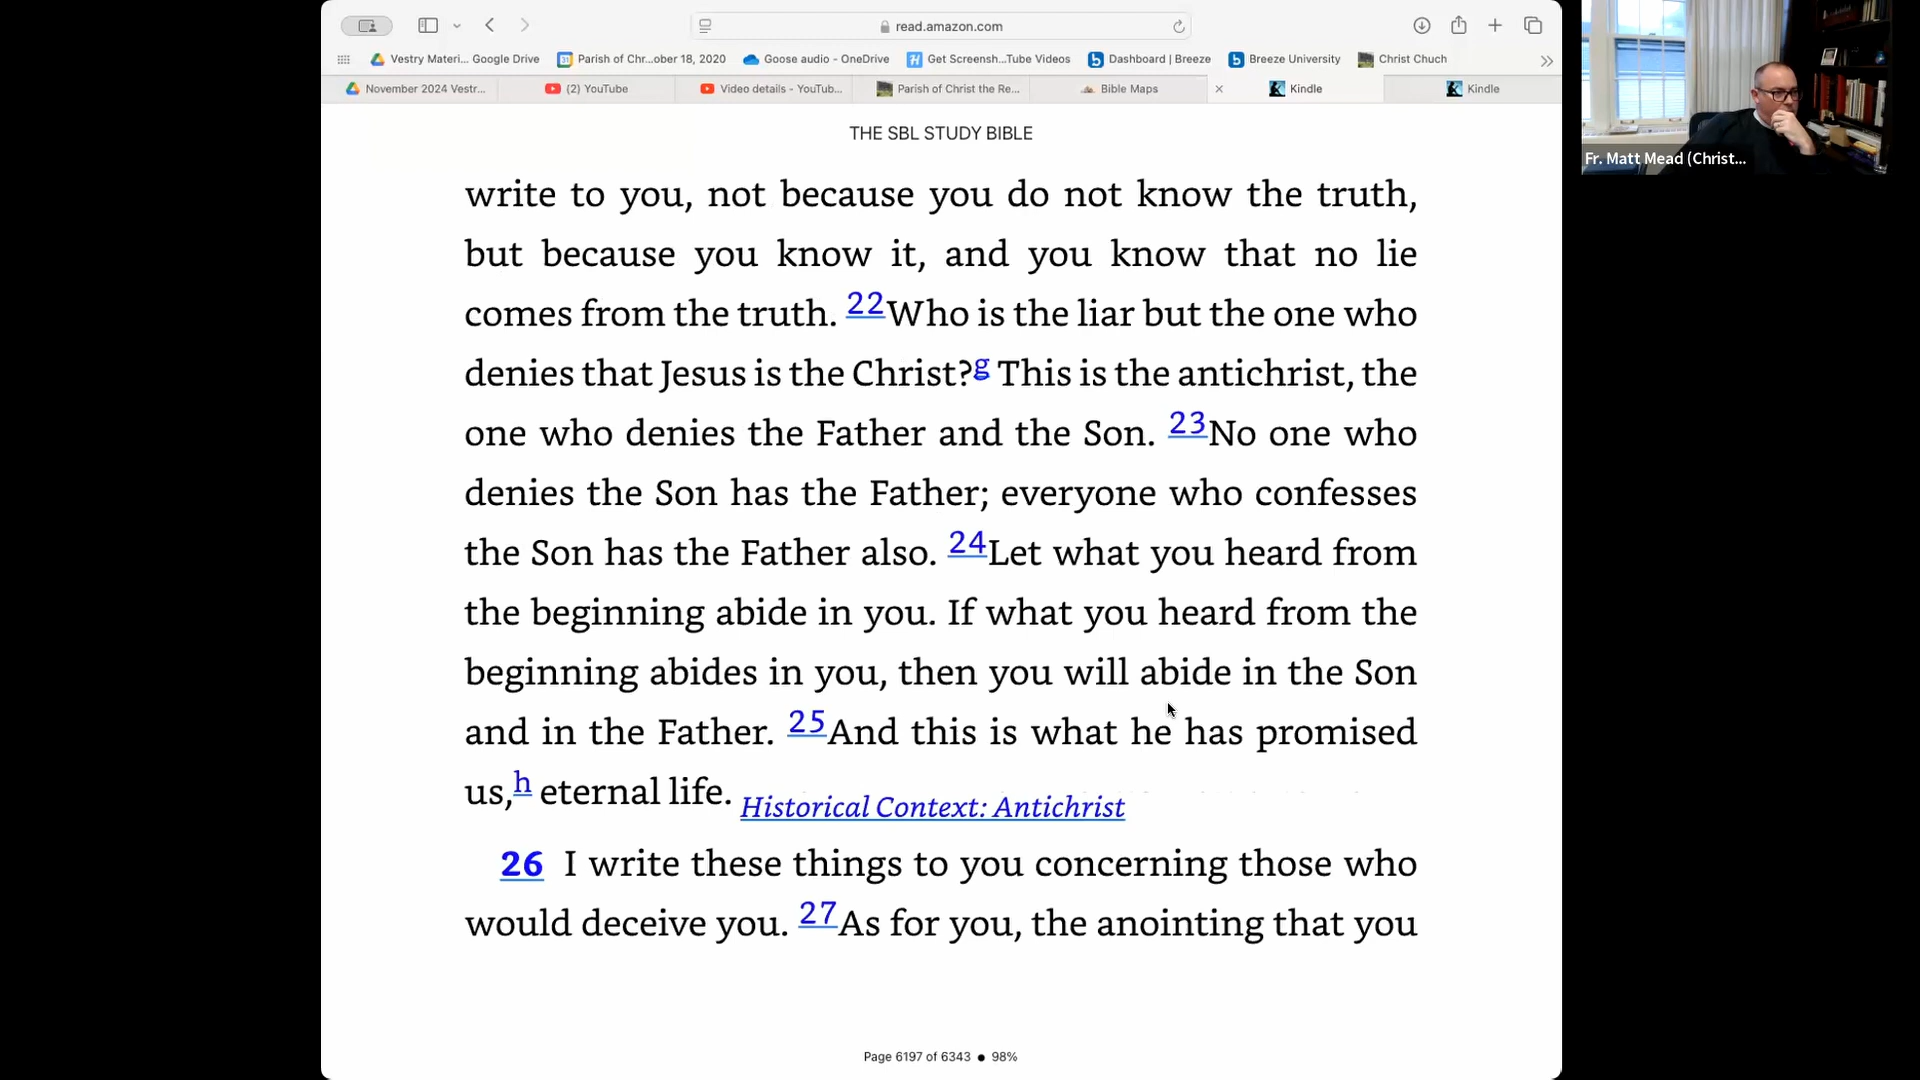 read.amazon.com
Vestry Materi... Google Drive
Parish of Chr...ober 18, 2020
Goose audio - OneDrive
Get Screensh...Tube Videos
Dashboard | Breeze
Breeze University
Christ Chuch
November 2024 Vestr...
(2) YouTube
Video details - YouTub...
Parish of Christ the Re...
Bible Maps
Kindle
Kindle
Fr. Matt Mead (Christ...
THE SBL STUDY BIBLE
write to you, not because you do not know the truth,
but because you know it, and you know that no lie
comes from the truth. 22Who is the liar but the one who
denies that Jesus is the Christ?g This is the antichrist, the
one who denies the Father and the Son. 23No one who
denies the Son has the Father; everyone who confesses
the Son has the Father also. 24Let what you heard from
the beginning abide in you. If what you heard from the
beginning abides in you, then you will abide in the Son
and in the Father. 25And this is what he has promised
us,h eternal life. Historical Context: Antichrist
26 I write these things to you concerning those who
would deceive you. 27As for you, the anointing that you
Page 6197 of 6343 ● 98%